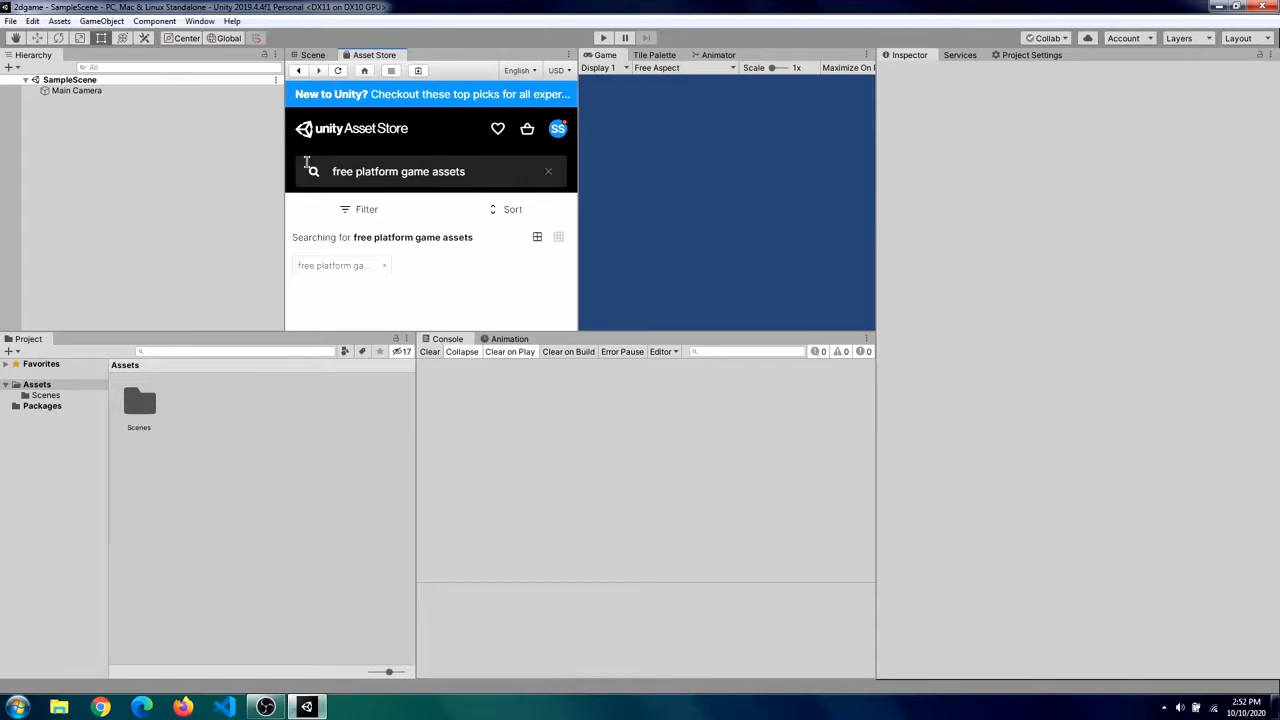 2dgame - SampleScene - PC, Mac & Linux Standalone - Unity 2019.4.4f1 Personal <DX11 on DX10 GPU>
File Edit Assets GameObject Component Window Help
Center Global Collab Account Layers Layout
Hierarchy
All
SampleScene
Main Camera
Scene Asset Store
English USD
New to Unity? Checkout these top picks for all exper...
unity Asset Store
SS
free platform game assets
Filter Sort
Searching for free platform game assets
free platform ga... ×
Game Tile Palette Animator
Display 1 Free Aspect Scale 1x Maximize On
Inspector Services Project Settings
Project
17
Favorites
Assets
Scenes
Packages
Assets
Scenes
Console Animation
Clear Collapse Clear on Play Clear on Build Error Pause Editor 0 0 0
2:52 PM
10/10/2020